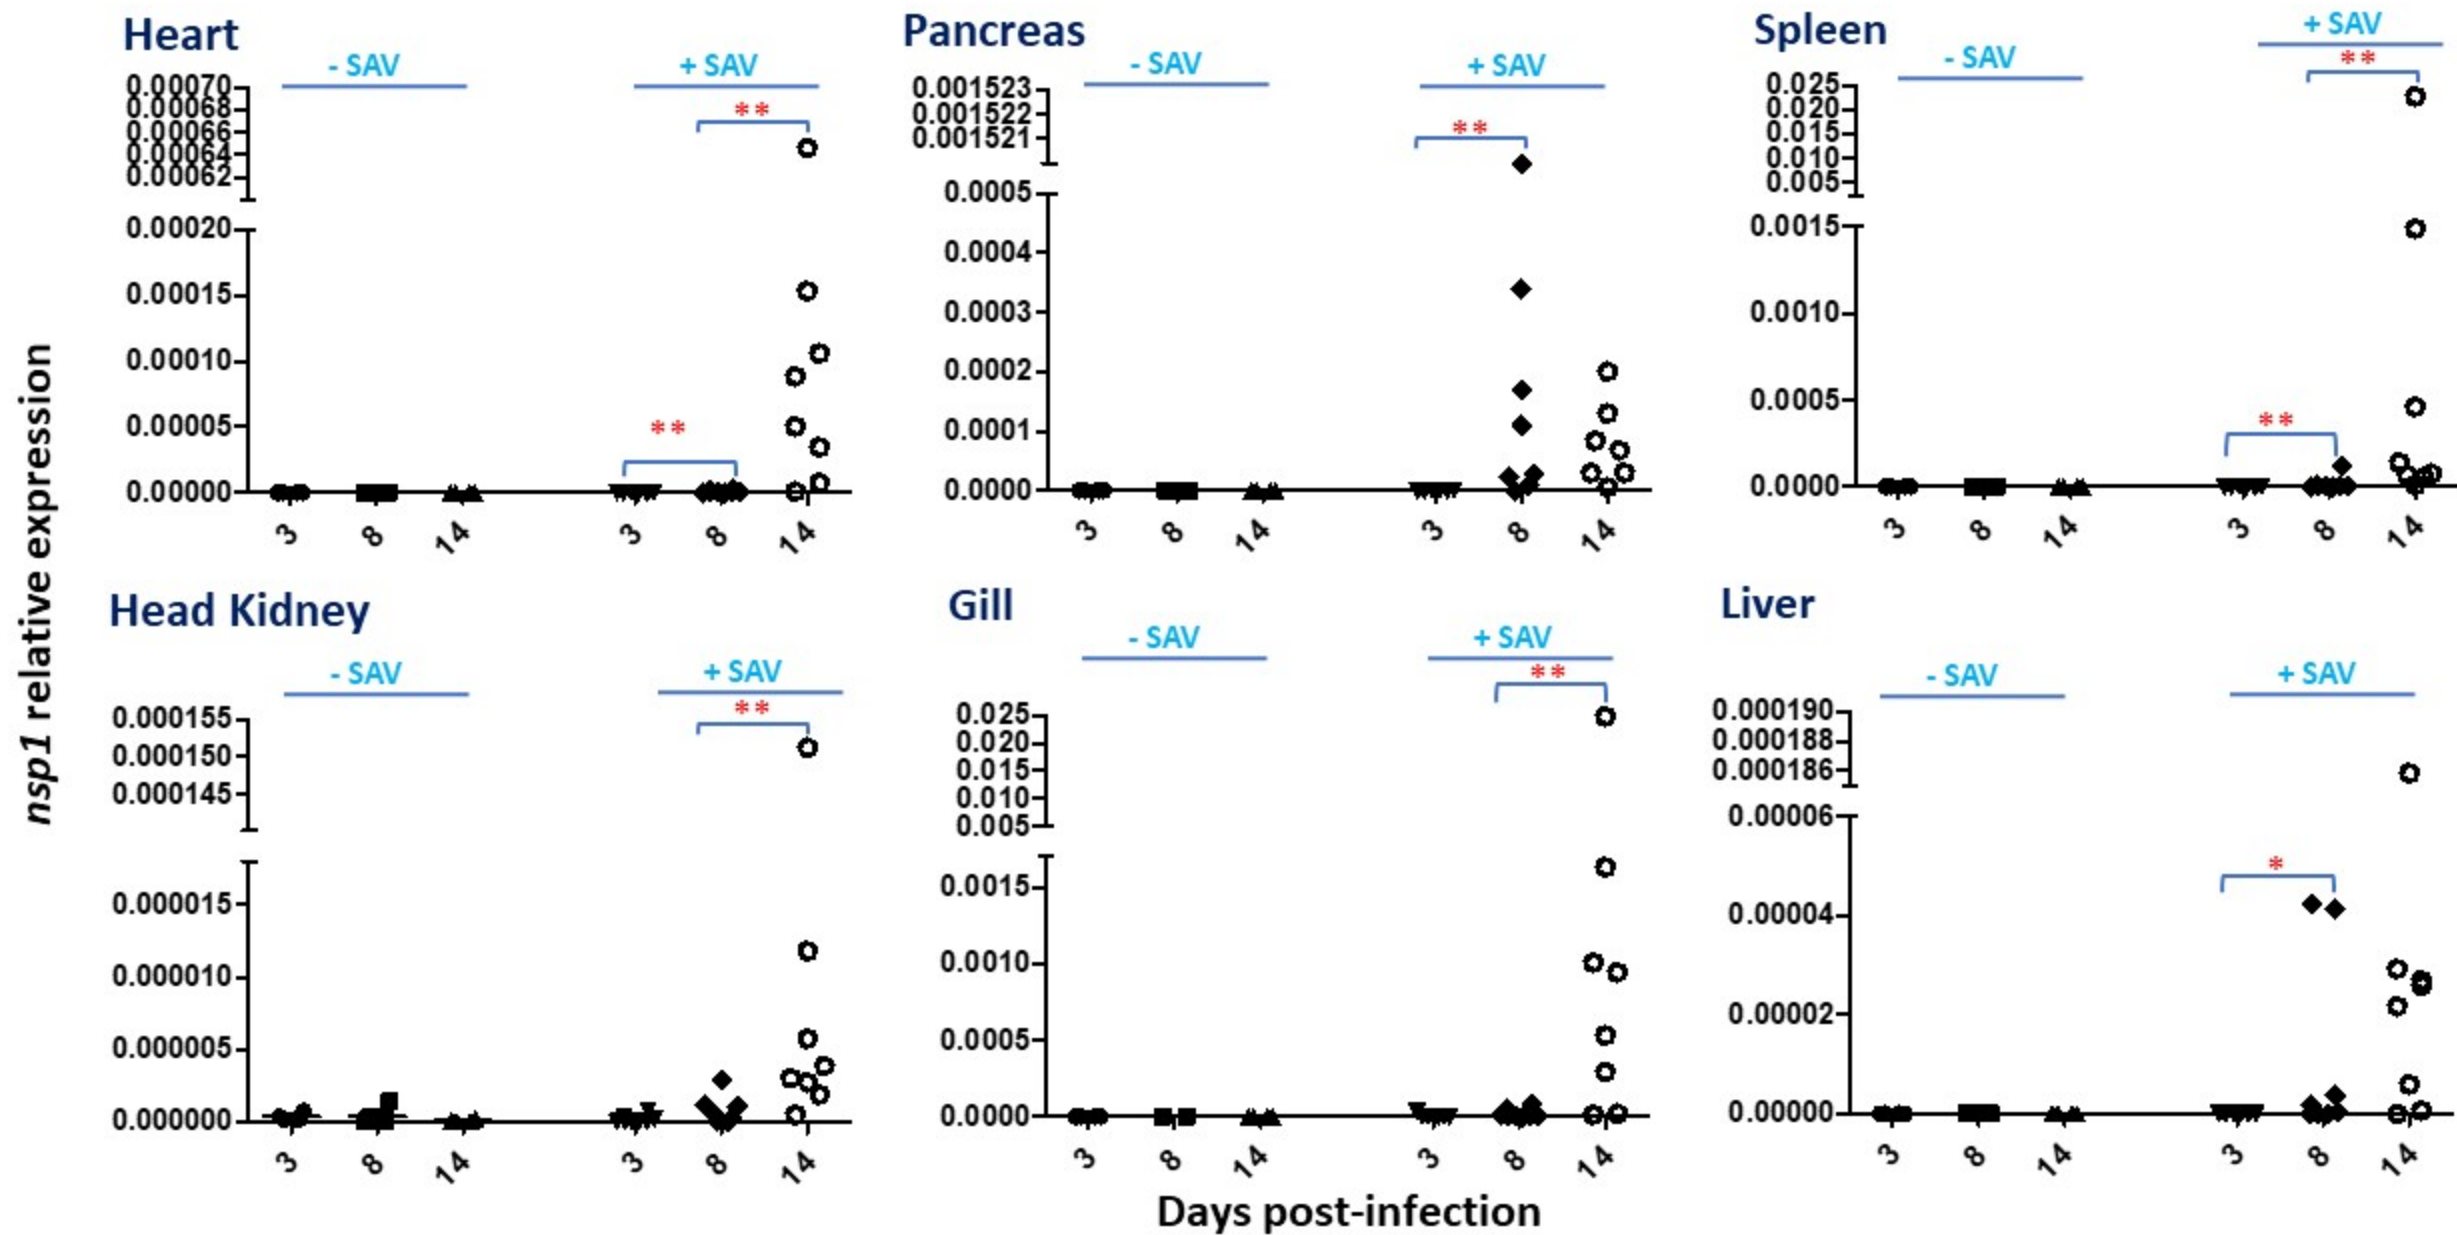 Heart
- SAV
+ SAV
**
**
0.00070
0.00068
0.00066
0.00064
0.00062
0.00020
0.00015
0.00010
0.00005
0.00000
3 8 14 3 8 14
Pancreas
- SAV
+ SAV
**
0.001523
0.001522
0.001521
0.0005
0.0004
0.0003
0.0002
0.0001
0.0000
3 8 14 3 8 14
Spleen
- SAV
+ SAV
**
**
0.025
0.020
0.015
0.010
0.005
0.0015
0.0010
0.0005
0.0000
3 8 14 3 8 14
nsp1 relative expression
Head Kidney
- SAV
+ SAV
**
0.000155
0.000150
0.000145
0.000015
0.000010
0.000005
0.000000
3 8 14 3 8 14
Gill
- SAV
+ SAV
**
0.025
0.020
0.015
0.010
0.005
0.0015
0.0010
0.0005
0.0000
3 8 14 3 8 14
Liver
- SAV
+ SAV
*
0.000190
0.000188
0.000186
0.00006
0.00004
0.00002
0.00000
3 8 14 3 8 14
Days post-infection